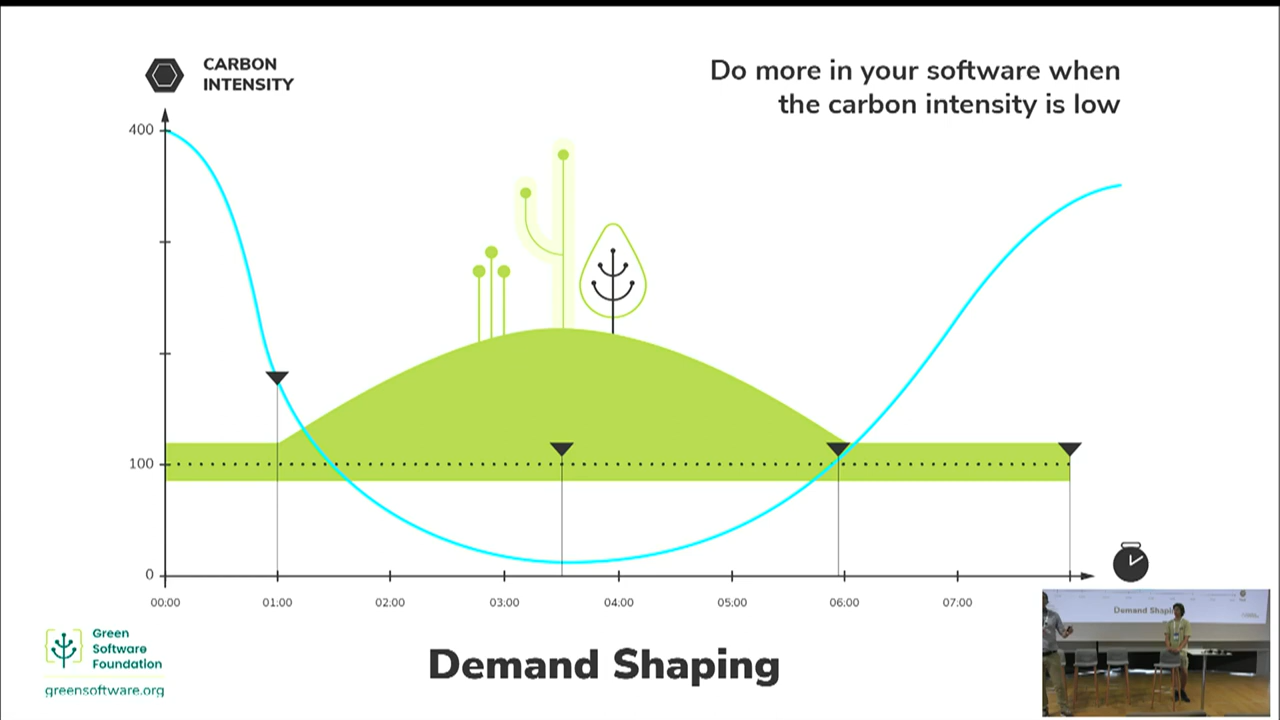 CARBON
INTENSITY
Do more in your software when
the carbon intensity is low
400
100
0
00:00
01:00
02:00
03:00
04:00
05:00
06:00
07:00
Green
Software
Foundation
greensoftware.org
Demand Shaping
Demand Shapin